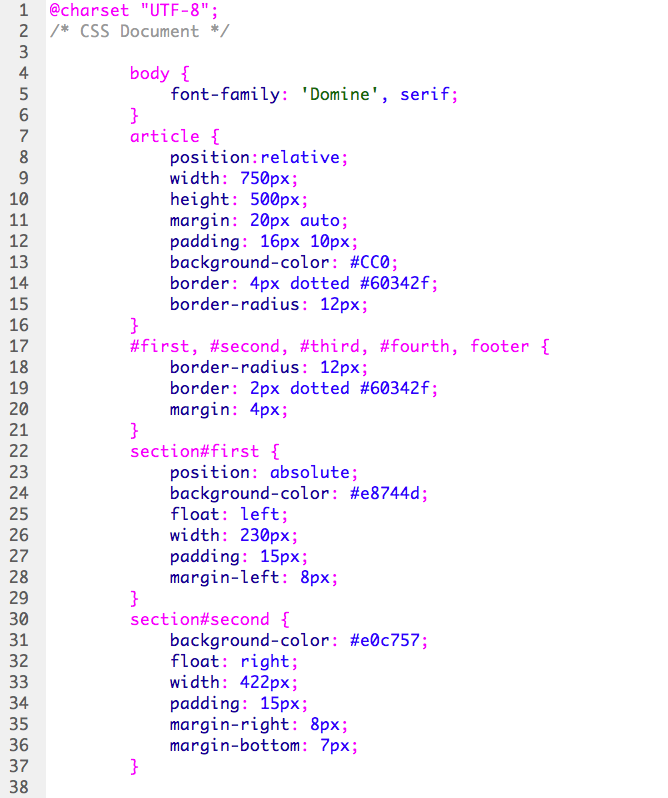 1 @charset "UTF-8";
2 /* CSS Document */
3
4 body {
5 font-family: 'Domine', serif;
6 }
7 article {
8 position:relative;
9 width: 750px;
10 height: 500px;
11 margin: 20px auto;
12 padding: 16px 10px;
13 background-color: #CC0;
14 border: 4px dotted #60342f;
15 border-radius: 12px;
16 }
17 #first, #second, #third, #fourth, footer {
18 border-radius: 12px;
19 border: 2px dotted #60342f;
20 margin: 4px;
21 }
22 section#first {
23 position: absolute;
24 background-color: #e8744d;
25 float: left;
26 width: 230px;
27 padding: 15px;
28 margin-left: 8px;
29 }
30 section#second {
31 background-color: #e0c757;
32 float: right;
33 width: 422px;
34 padding: 15px;
35 margin-right: 8px;
36 margin-bottom: 7px;
37 }
38